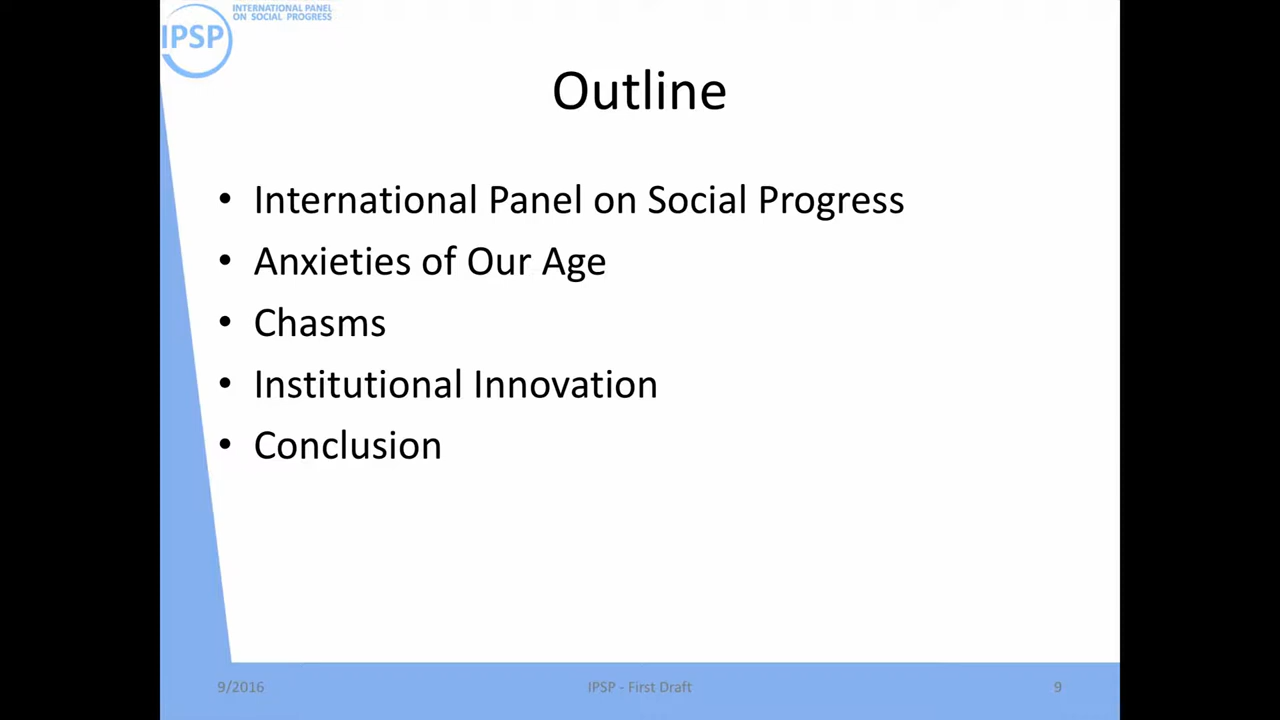 INTERNATIONAL PANEL
ON SOCIAL PROGRESS
IPSP
Outline
• International Panel on Social Progress
• Anxieties of Our Age
• Chasms
• Institutional Innovation
• Conclusion
9/2016
IPSP - First Draft
9